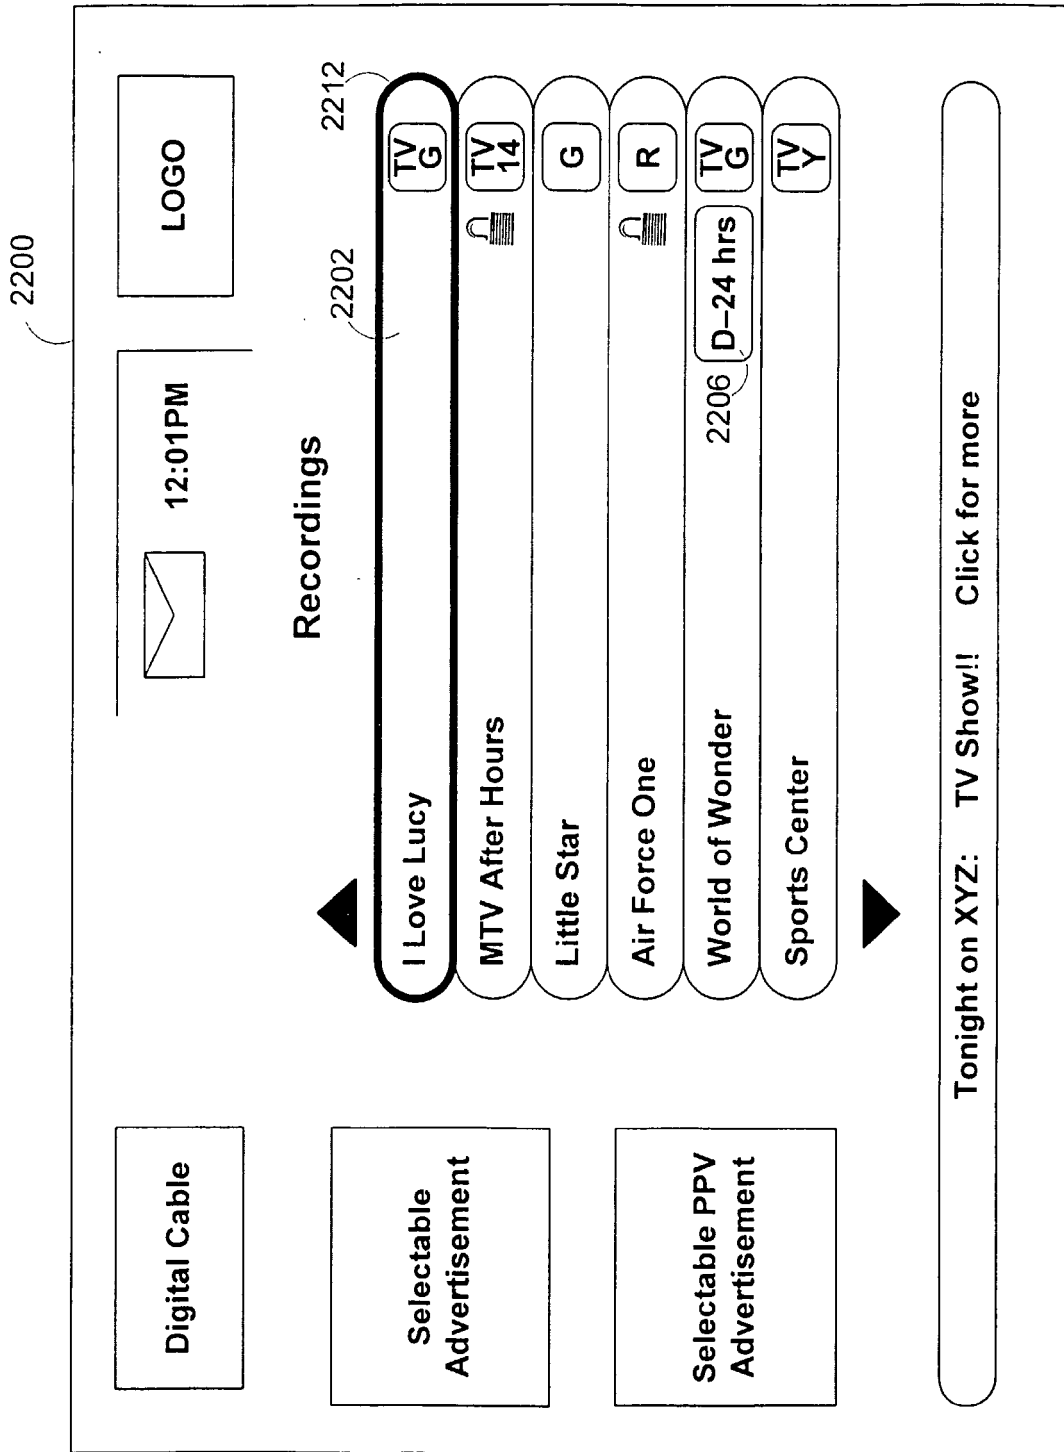 2200
Digital Cable
12:01PM
LOGO
Recordings
2212
2202
Selectable
Advertisement
I Love Lucy TV G
MTV After Hours TV 14
Little Star G
Air Force One R
World of Wonder D–24 hrs TV G
2206
Sports Center TV Y
Selectable PPV
Advertisement
Tonight on XYZ: TV Show!! Click for more